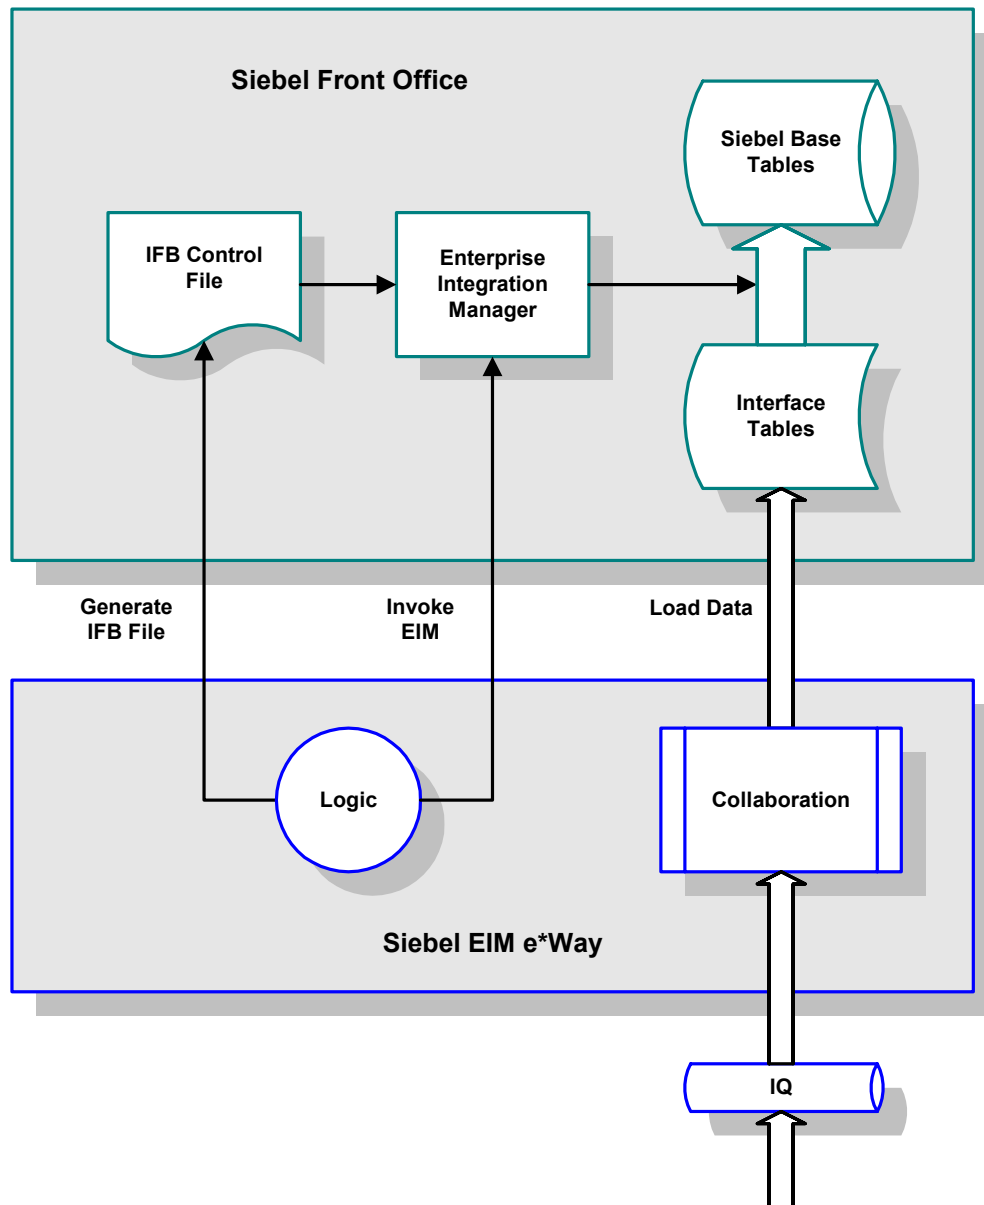 Siebel Front Office
Siebel Base
Tables
IFB Control
File
Enterprise
Integration
Manager
Interface
Tables
Generate
IFB File
Invoke
EIM
Load Data
Logic
Collaboration
Siebel EIM e*Way
IQ